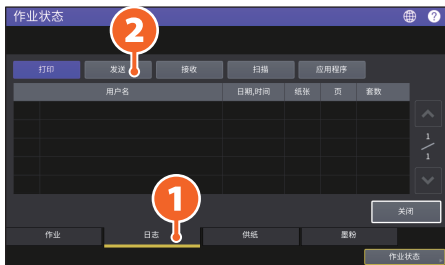 作业状态 ?
2
打印 发送 接收 扫描 应用程序
用户名 日期,时间 纸张 页 套数
1
1
1
关闭
作业 日志 供纸 墨粉
作业状态